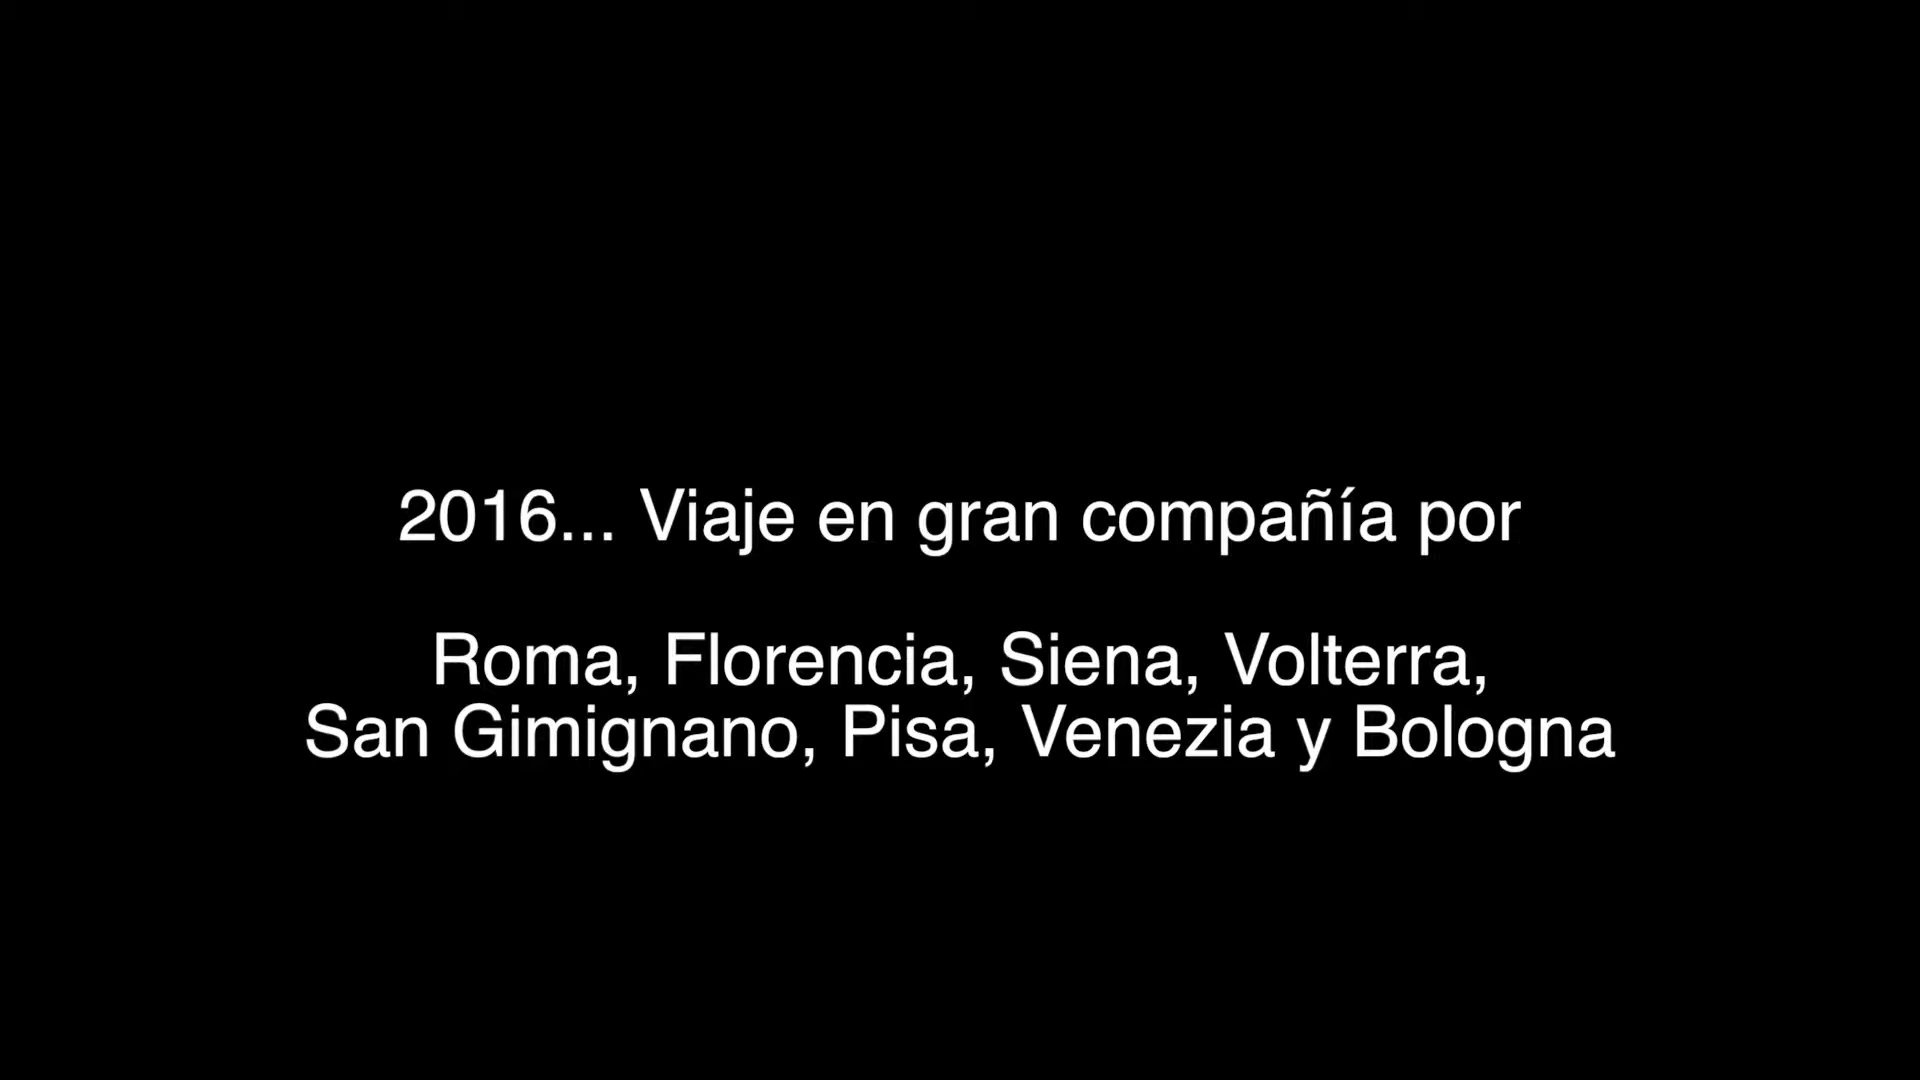 2016... Viaje en gran compañía por
Roma, Florencia, Siena, Volterra,
San Gimignano, Pisa, Venezia y Bologna